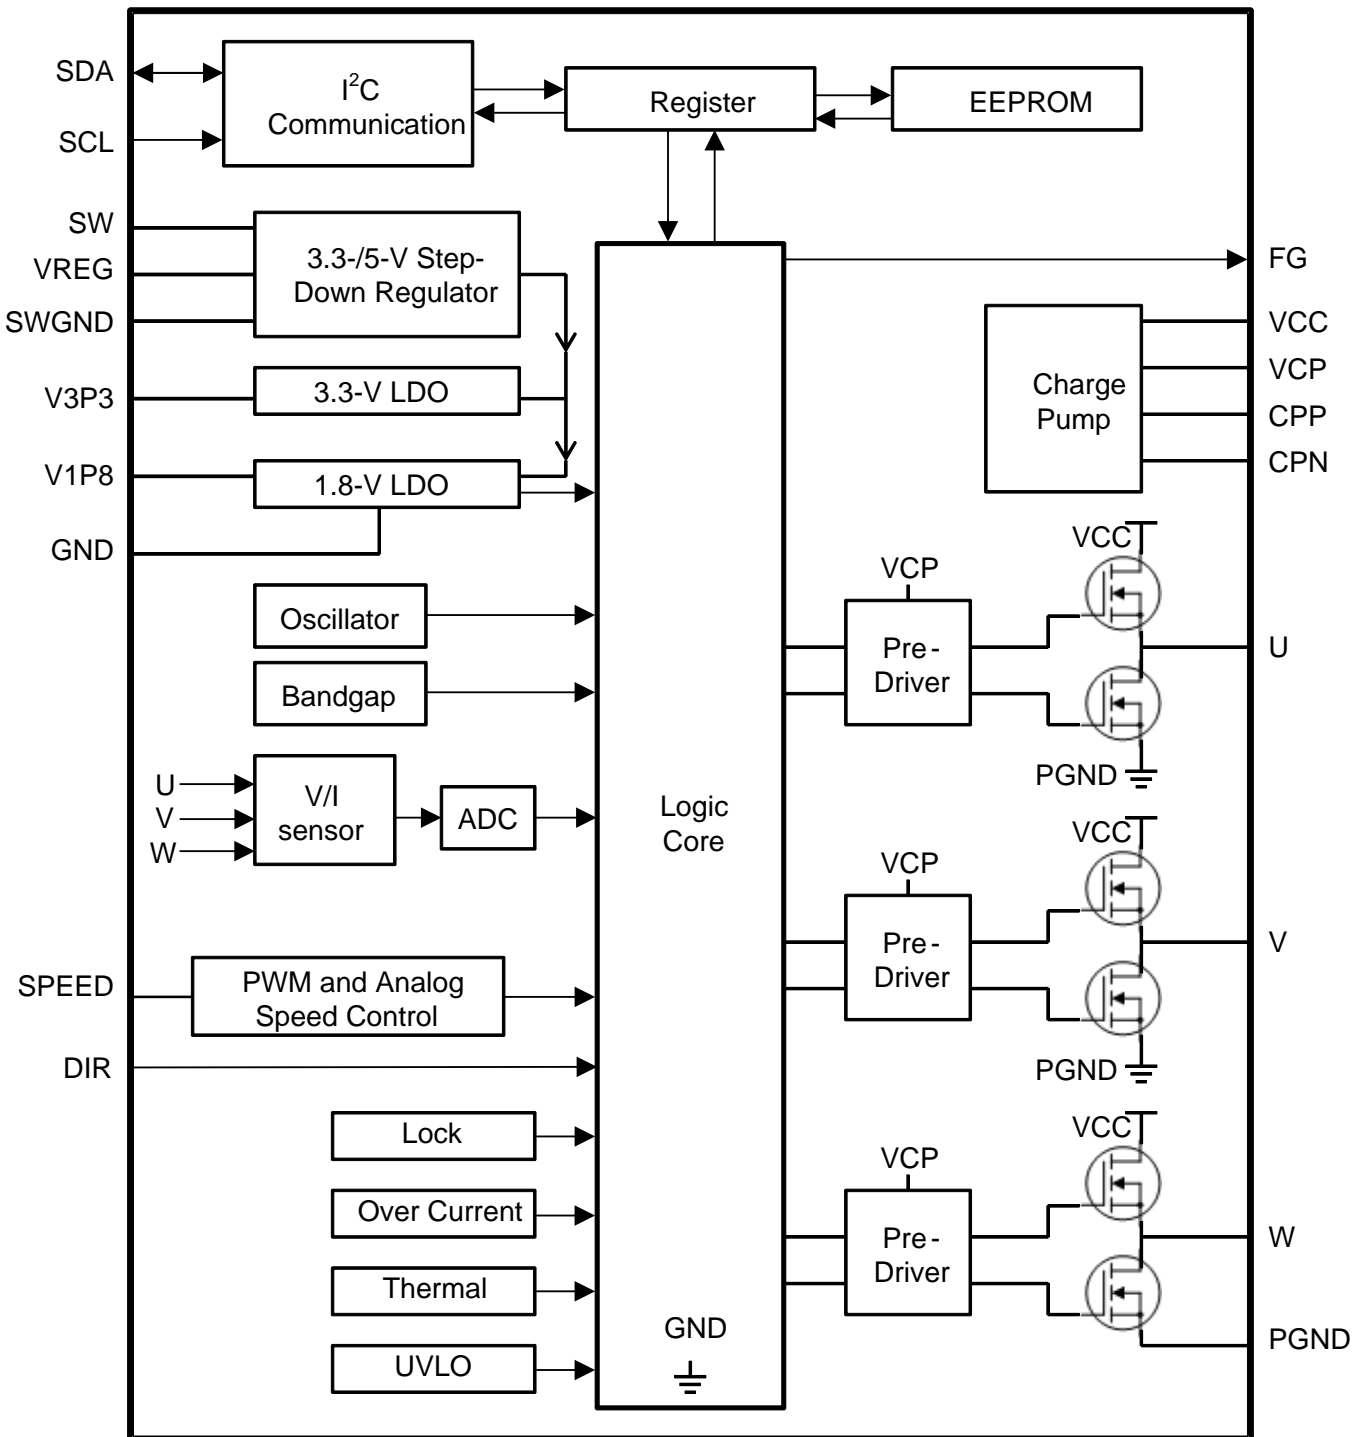 SDA
SCL
I²C
Communication
Register
EEPROM
SW
VREG
SWGND
3.3-/5-V Step-
Down Regulator
V3P3
3.3-V LDO
V1P8
1.8-V LDO
GND
Oscillator
Bandgap
U
V
W
V/I
sensor
ADC
SPEED
PWM and Analog
Speed Control
DIR
Lock
Over Current
Thermal
UVLO
Logic
Core
GND
FG
Charge
Pump
VCC
VCP
CPP
CPN
VCP
Pre-
Driver
VCC
U
PGND
VCP
Pre-
Driver
VCC
V
PGND
VCP
Pre-
Driver
VCC
W
PGND